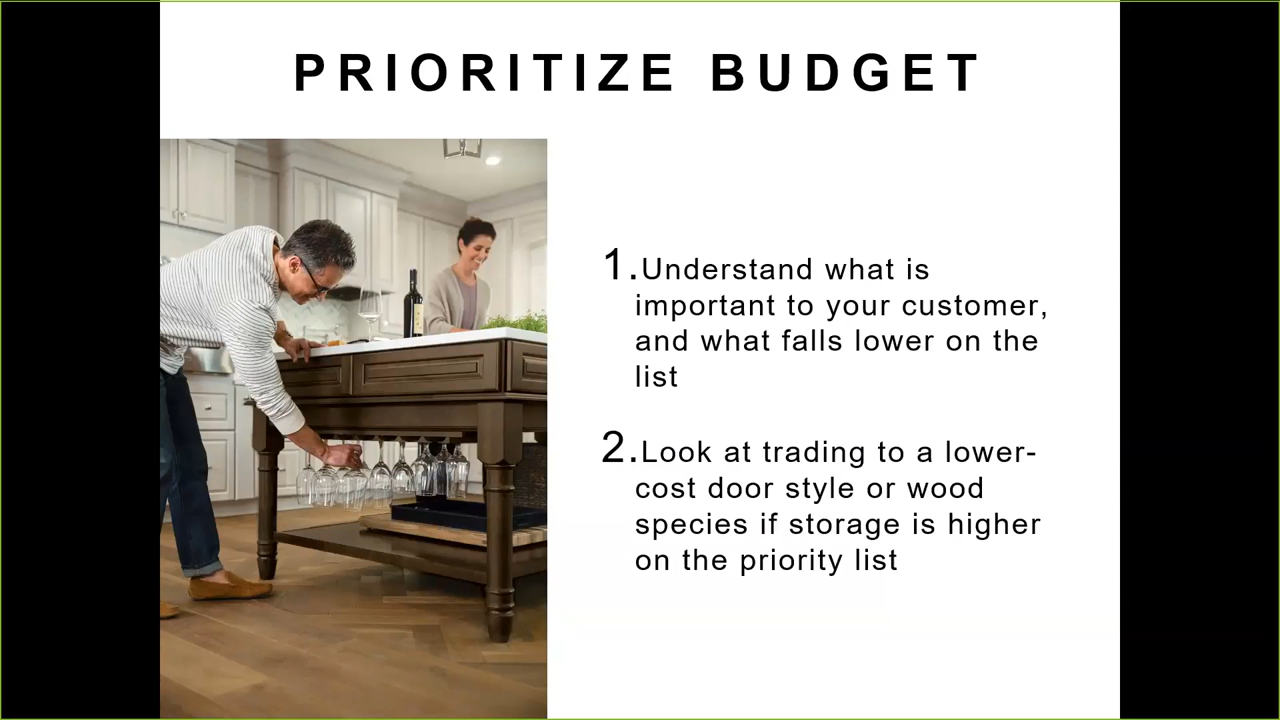 PRIORITIZE BUDGET
1.Understand what is
important to your customer,
and what falls lower on the
list
2.Look at trading to a lower-
cost door style or wood
species if storage is higher
on the priority list